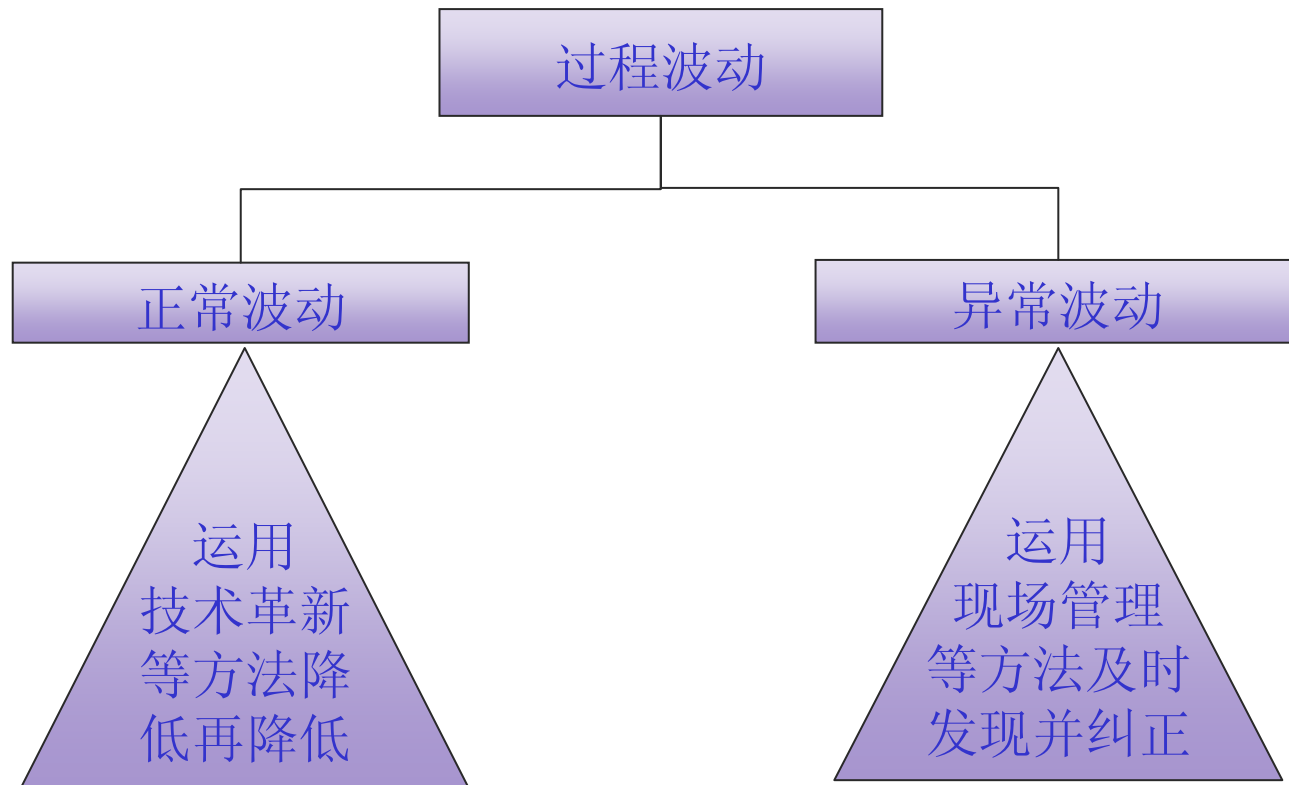 过程波动
正常波动
异常波动
运用
技术革新
等方法降
低再降低
运用
现场管理
等方法及时
发现并纠正